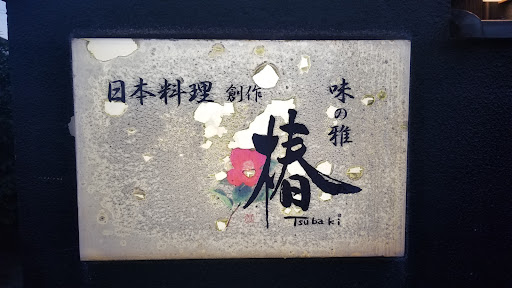 日本料理 創作
味の雅
椿
Tsubaki